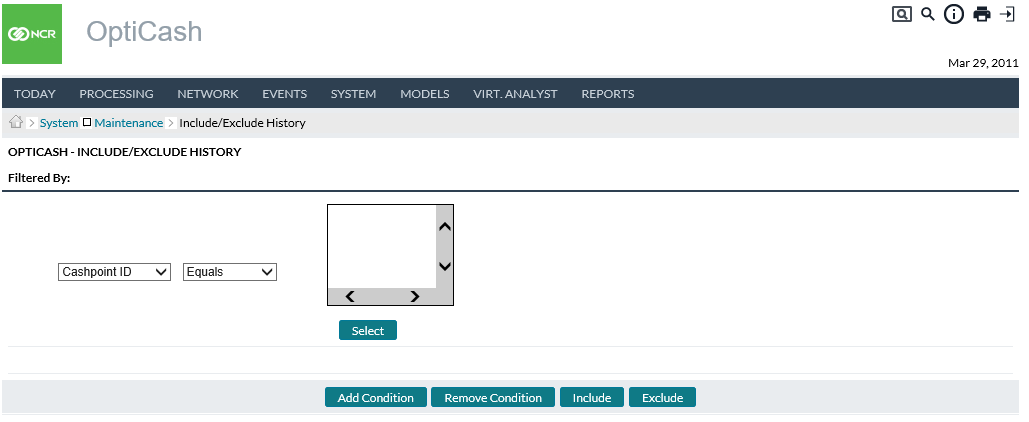 NCR OptiCash
Mar 29, 2011
TODAY PROCESSING NETWORK EVENTS SYSTEM MODELS VIRT. ANALYST REPORTS
System Maintenance Include/Exclude History
OPTICASH - INCLUDE/EXCLUDE HISTORY
Filtered By:
Cashpoint ID Equals
Select
Add Condition Remove Condition Include Exclude